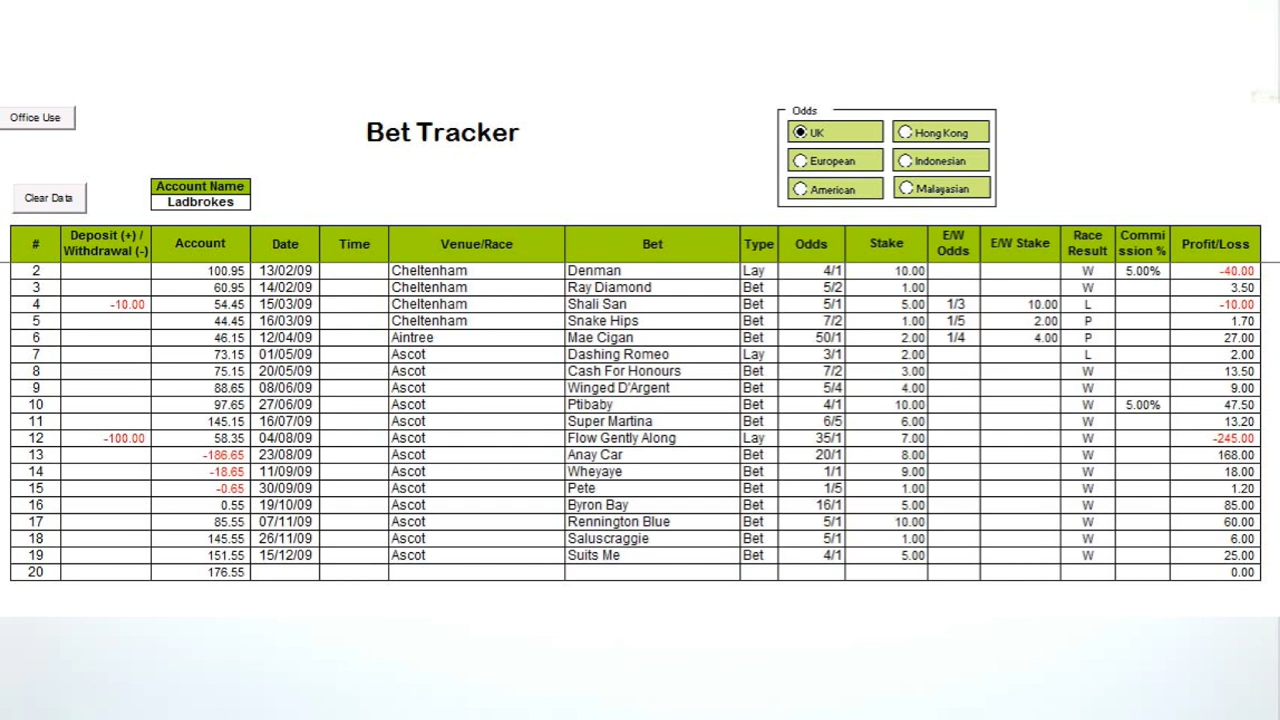 Office Use
Bet Tracker
Odds
UK Hong Kong
European Indonesian
American Malayasian
Clear Data
Account Name
Ladbrokes
# Deposit (+) / Withdrawal (-) Account Date Time Venue/Race Bet Type Odds Stake E/W Odds E/W Stake Race Result Commi ssion % Profit/Loss
2 100.95 13/02/09 Cheltenham Denman Lay 4/1 10.00 W 5.00% -40.00
3 60.95 14/02/09 Cheltenham Ray Diamond Bet 5/2 1.00 W 3.50
4 -10.00 54.45 15/03/09 Cheltenham Shali San Bet 5/1 5.00 1/3 10.00 L -10.00
5 44.45 16/03/09 Cheltenham Snake Hips Bet 7/2 1.00 1/5 2.00 P 1.70
6 46.15 12/04/09 Aintree Mae Cigan Bet 50/1 2.00 1/4 4.00 P 27.00
7 73.15 01/05/09 Ascot Dashing Romeo Lay 3/1 2.00 L 2.00
8 75.15 20/05/09 Ascot Cash For Honours Bet 7/2 3.00 W 13.50
9 88.65 08/06/09 Ascot Winged D'Argent Bet 5/4 4.00 W 9.00
10 97.65 27/06/09 Ascot Ptibaby Bet 4/1 10.00 W 5.00% 47.50
11 145.15 16/07/09 Ascot Super Martina Bet 6/5 6.00 W 13.20
12 -100.00 58.35 04/08/09 Ascot Flow Gently Along Lay 35/1 7.00 W -245.00
13 -186.65 23/08/09 Ascot Anay Car Bet 20/1 8.00 W 168.00
14 -18.65 11/09/09 Ascot Wheyaye Bet 1/1 9.00 W 18.00
15 -0.65 30/09/09 Ascot Pete Bet 1/5 1.00 W 1.20
16 0.55 19/10/09 Ascot Byron Bay Bet 16/1 5.00 W 85.00
17 85.55 07/11/09 Ascot Rennington Blue Bet 5/1 10.00 W 60.00
18 145.55 26/11/09 Ascot Saluscraggie Bet 5/1 1.00 W 6.00
19 151.55 15/12/09 Ascot Suits Me Bet 4/1 5.00 W 25.00
20 176.55 0.00